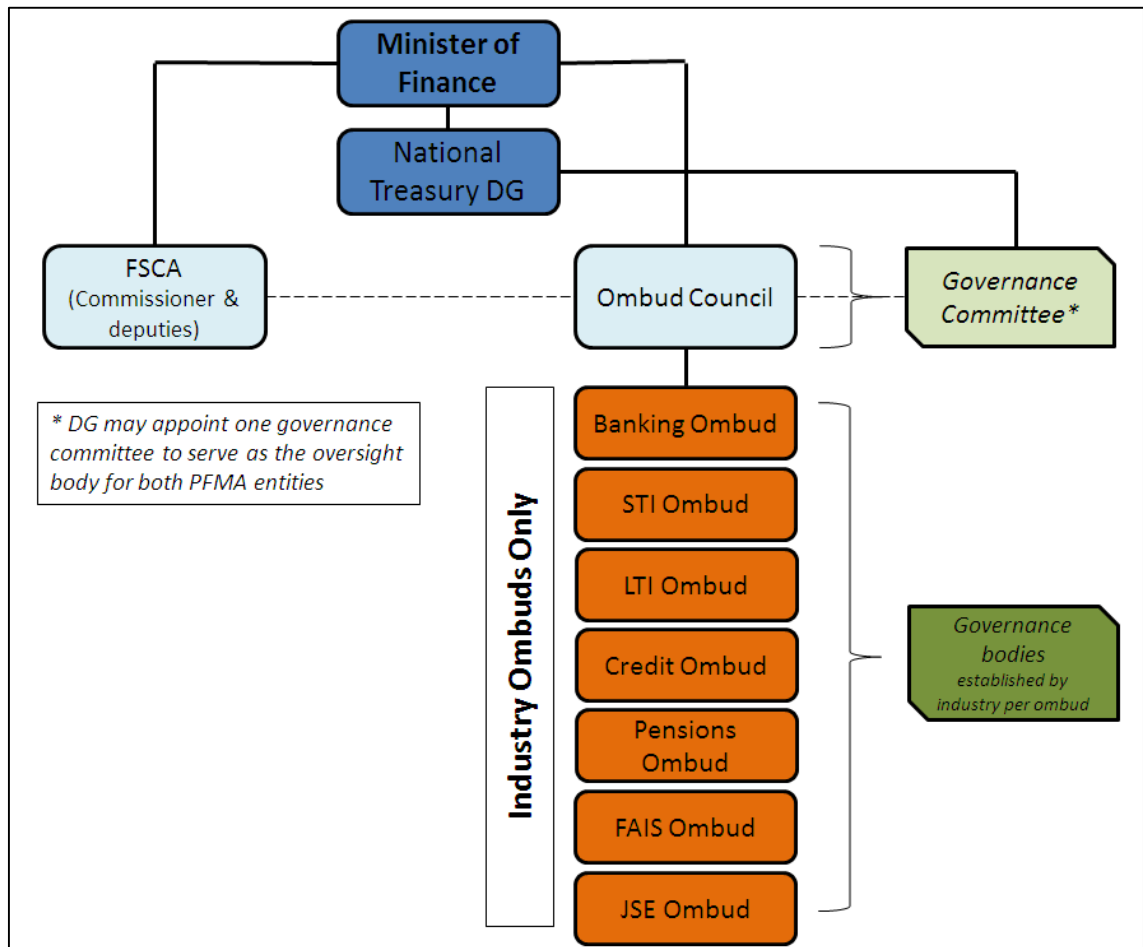 Minister of
Finance
National
Treasury DG
FSCA
(Commissioner &
deputies)
Ombud Council
Governance
Committee*
* DG may appoint one governance
committee to serve as the oversight
body for both PFMA entities
Industry Ombuds Only
Banking Ombud
STI Ombud
LTI Ombud
Credit Ombud
Pensions
Ombud
FAIS Ombud
JSE Ombud
Governance
bodies
established by
industry per ombud